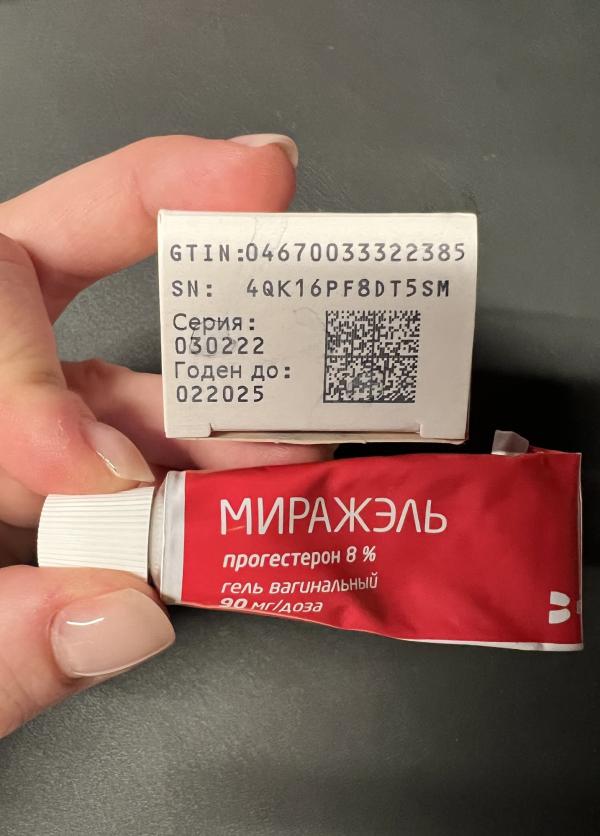 GTIN:04670033322385
SN: 4QK16PF8DT5SM
Серия:
030222
Годен до:
022025
МИРАЖЭЛЬ
прогестерон 8 %
гель вагинальный
90 мг/доза